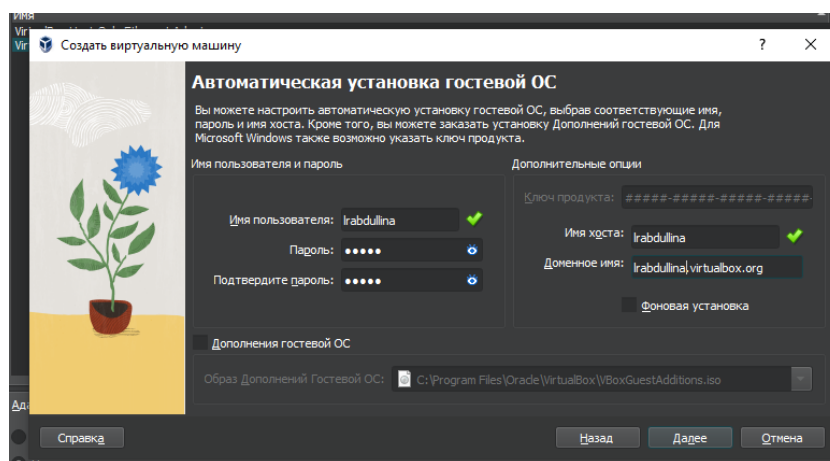 Имя
Vir
Vir
Создать виртуальную машину
?
Автоматическая установка гостевой ОС
Вы можете настроить автоматическую установку гостевой ОС, выбрав соответствующие имя,
пароль и имя хоста. Кроме того, вы можете заказать установку Дополнений гостевой ОС. Для
Microsoft Windows также возможно указать ключ продукта.
Имя пользователя и пароль
Имя пользователя: lrabdullina
Пароль: •••••
Подтвердите пароль: •••••
Дополнительные опции
Ключ продукта: #####-#####-#####-#####-
Имя хоста: lrabdullina
Доменное имя: lrabdullina.virtualbox.org
Фоновая установка
Дополнения гостевой ОС
Образ Дополнений Гостевой ОС: C:\Program Files\Oracle\VirtualBox\VBoxGuestAdditions.iso
Ада
Справка
Назад
Далее
Отмена